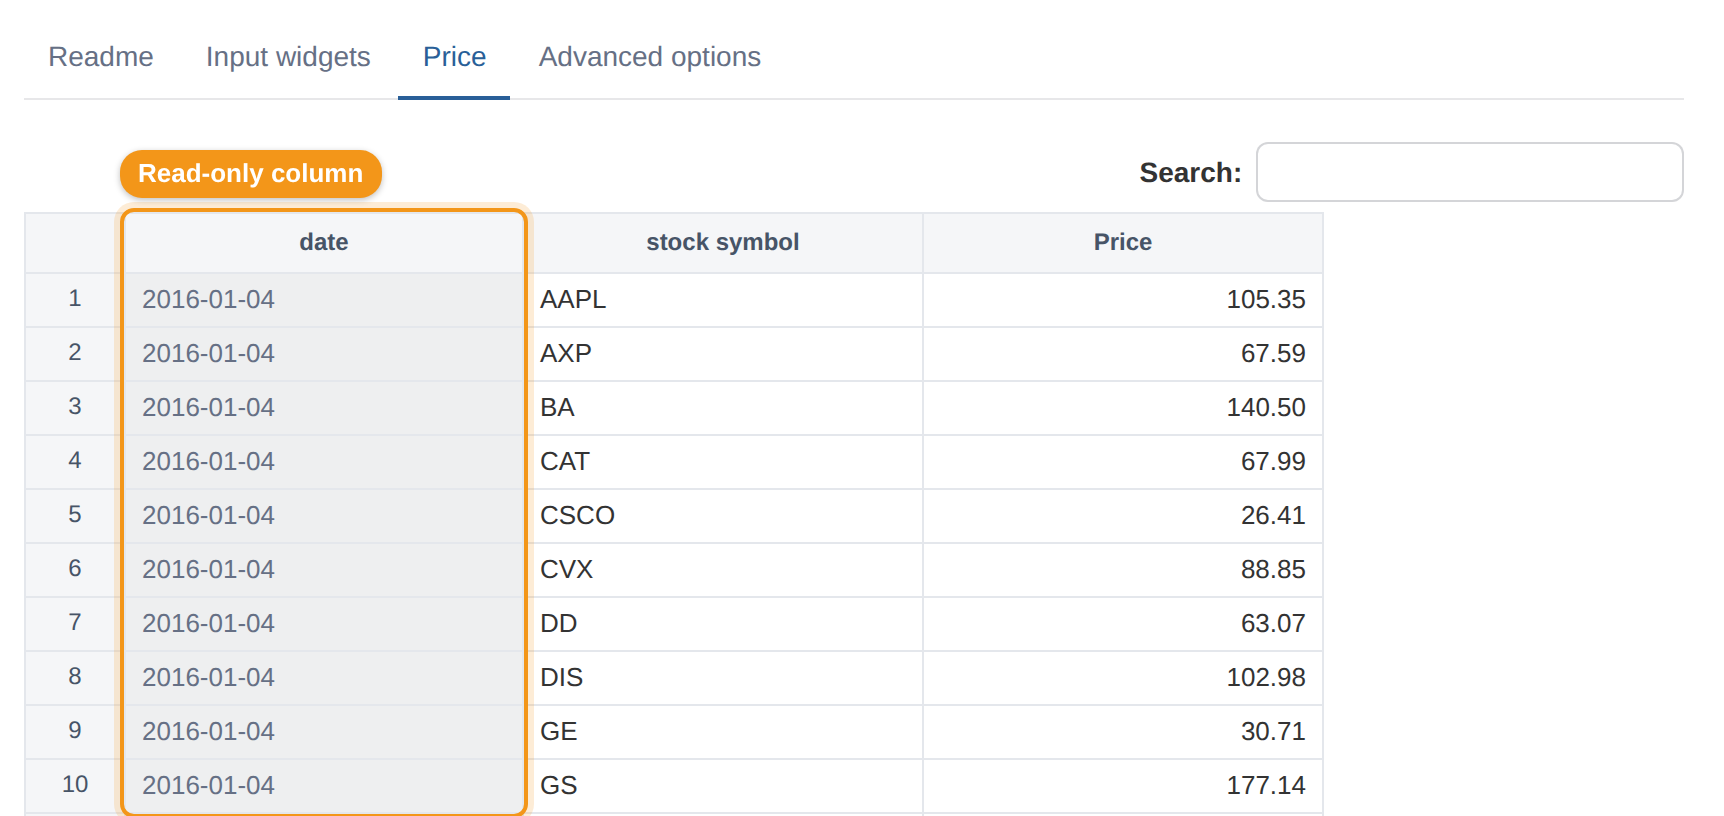 Readme Input widgets Price Advanced options
Read-only column Search:
date stock symbol Price
1 2016-01-04 AAPL 105.35
2 2016-01-04 AXP 67.59
3 2016-01-04 BA 140.50
4 2016-01-04 CAT 67.99
5 2016-01-04 CSCO 26.41
6 2016-01-04 CVX 88.85
7 2016-01-04 DD 63.07
8 2016-01-04 DIS 102.98
9 2016-01-04 GE 30.71
10 2016-01-04 GS 177.14